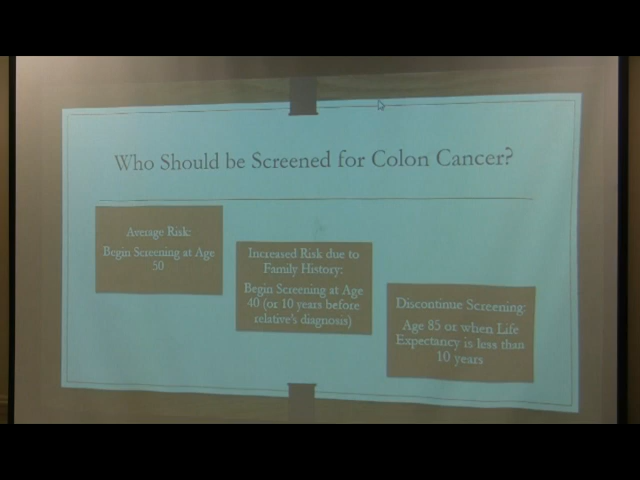 Who Should be Screened for Colon Cancer?
Average Risk:
Begin Screening at Age
50
Increased Risk due to
Family History:
Begin Screening at Age
40 (or 10 years before
relative's diagnosis)
Discontinue Screening:
Age 85 or when Life
Expectancy is less than
10 years